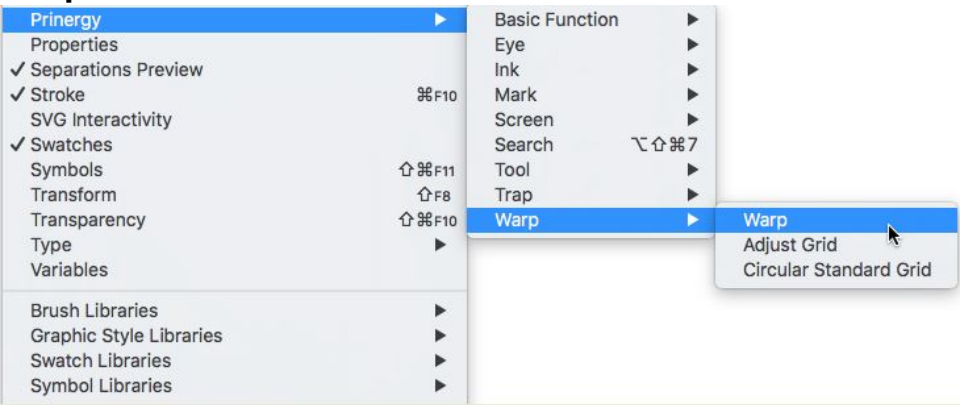 Prinergy
Properties
✓ Separations Preview
✓ Stroke ⌘F10
SVG Interactivity
✓ Swatches
Symbols ⇧⌘F11
Transform ⇧F8
Transparency ⇧⌘F10
Type
Variables
Brush Libraries
Graphic Style Libraries
Swatch Libraries
Symbol Libraries
Basic Function
Eye
Ink
Mark
Screen
Search ⌥⇧⌘7
Tool
Trap
Warp
Warp
Adjust Grid
Circular Standard Grid